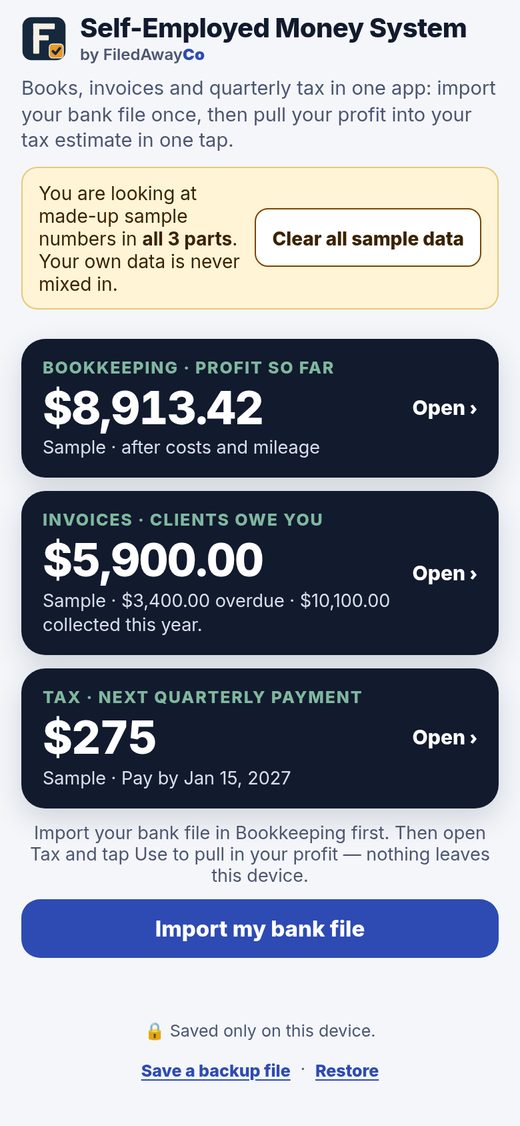 Self-Employed Money System
by FiledAwayCo
Books, invoices and quarterly tax in one app: import
your bank file once, then pull your profit into your
tax estimate in one tap.
You are looking at
made-up sample
numbers in all 3 parts.
Your own data is never
mixed in.
Clear all sample data
BOOKKEEPING · PROFIT SO FAR
$8,913.42
Sample · after costs and mileage
Open ›
INVOICES · CLIENTS OWE YOU
$5,900.00
Sample · $3,400.00 overdue · $10,100.00
collected this year.
Open ›
TAX · NEXT QUARTERLY PAYMENT
$275
Sample · Pay by Jan 15, 2027
Open ›
Import your bank file in Bookkeeping first. Then open
Tax and tap Use to pull in your profit — nothing leaves
this device.
Import my bank file
🔒 Saved only on this device.
Save a backup file · Restore